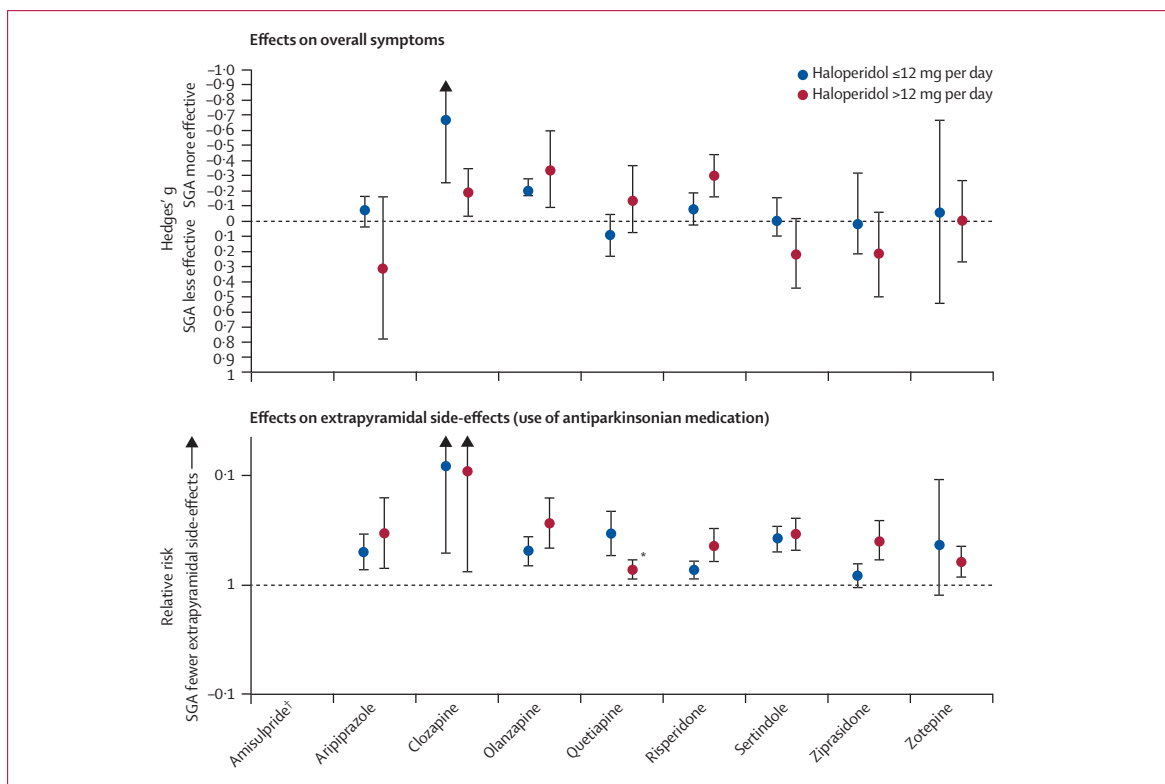 Effects on overall symptoms
Haloperidol ≤12 mg per day
Haloperidol >12 mg per day
Hedges' g
SGA less effective SGA more effective
–1·0
–0·9
–0·8
–0·7
–0·6
–0·5
–0·4
–0·3
–0·2
–0·1
0
0·1
0·2
0·3
0·4
0·5
0·6
0·7
0·8
0·9
1
Effects on extrapyramidal side-effects (use of antiparkinsonian medication)
Relative risk
SGA fewer extrapyramidal side-effects
0·1
1
–0·1
*
Amisulpride†
Aripiprazole
Clozapine
Olanzapine
Quetiapine
Risperidone
Sertindole
Ziprasidone
Zotepine